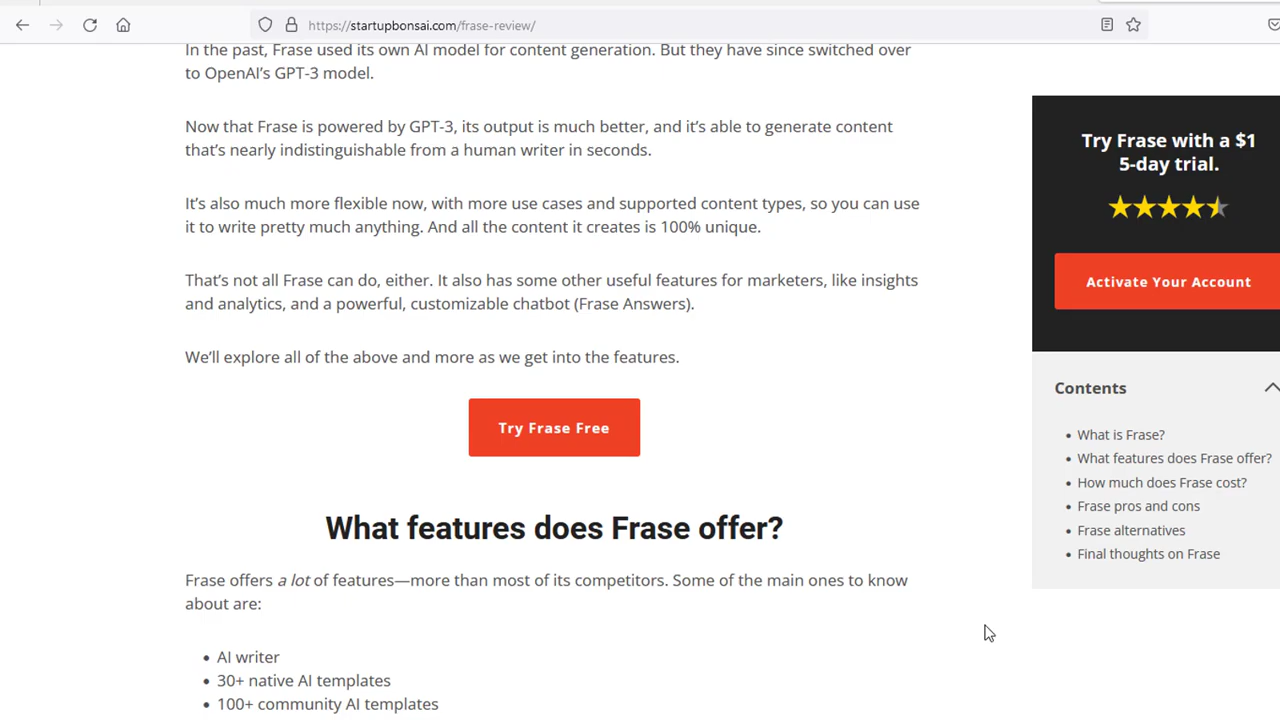 https://startupbonsai.com/frase-review/
In the past, Frase used its own AI model for content generation. But they have since switched over
to OpenAI’s GPT-3 model.
Now that Frase is powered by GPT-3, its output is much better, and it’s able to generate content
that’s nearly indistinguishable from a human writer in seconds.
It’s also much more flexible now, with more use cases and supported content types, so you can use
it to write pretty much anything. And all the content it creates is 100% unique.
That’s not all Frase can do, either. It also has some other useful features for marketers, like insights
and analytics, and a powerful, customizable chatbot (Frase Answers).
We’ll explore all of the above and more as we get into the features.
Try Frase Free
What features does Frase offer?
Frase offers a lot of features—more than most of its competitors. Some of the main ones to know
about are:
• AI writer
• 30+ native AI templates
• 100+ community AI templates
Try Frase with a $1
5-day trial.
Activate Your Account
Contents
• What is Frase?
• What features does Frase offer?
• How much does Frase cost?
• Frase pros and cons
• Frase alternatives
• Final thoughts on Frase